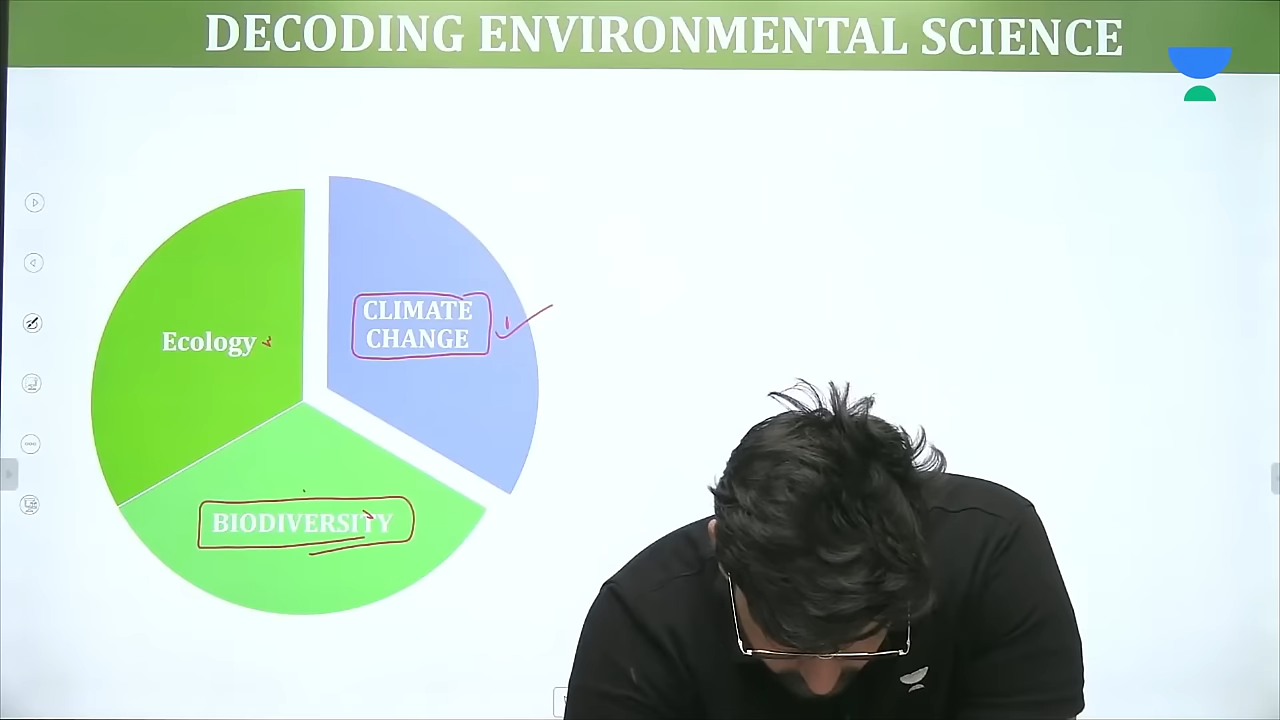 DECODING ENVIRONMENTAL SCIENCE
CLIMATE
CHANGE
Ecology
BIODIVERSITY